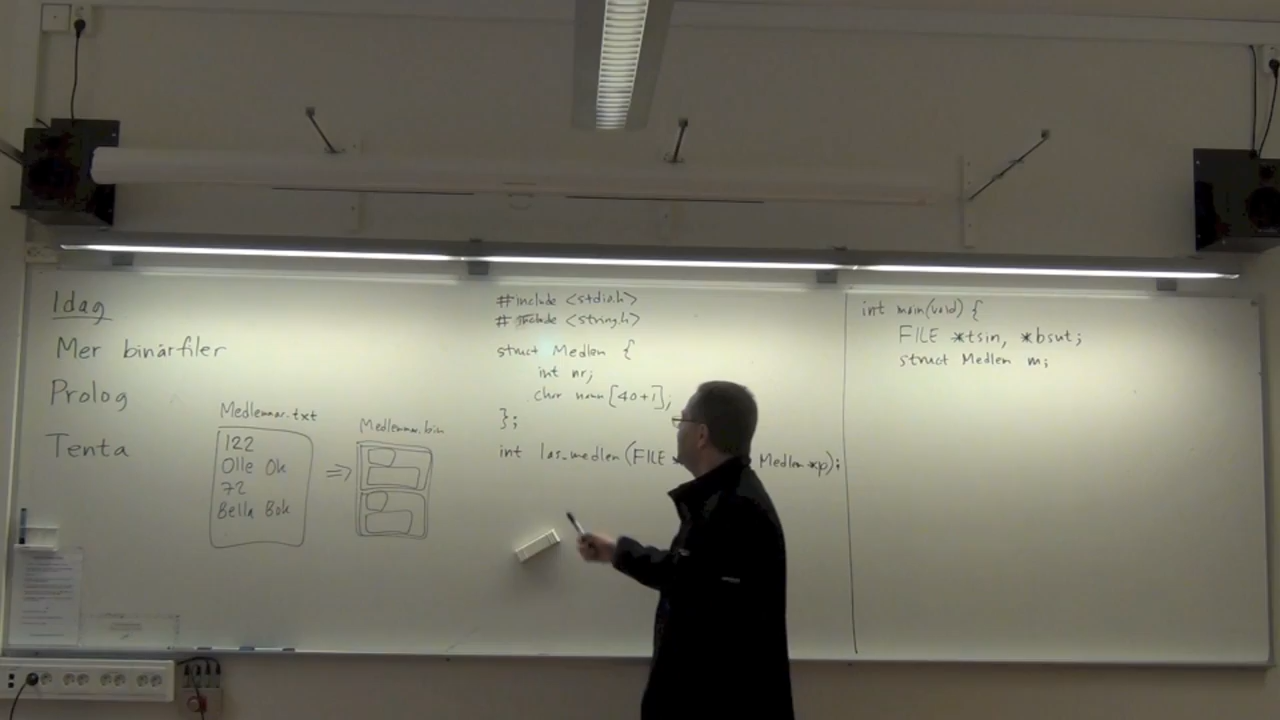 Idag
Mer binärfiler
Prolog
Tenta
Medlemmar.txt
122
Olle Ok
72
Bella Bok
⇒
Medlemmar.bin
#include <stdio.h>
#include <string.h>
struct Medlem {
int nr;
char namn[40+1];
};
int las_medlem(FILE * Medlem *p);
int main(void) {
FILE *tsin, *bsut;
struct Medlem m;